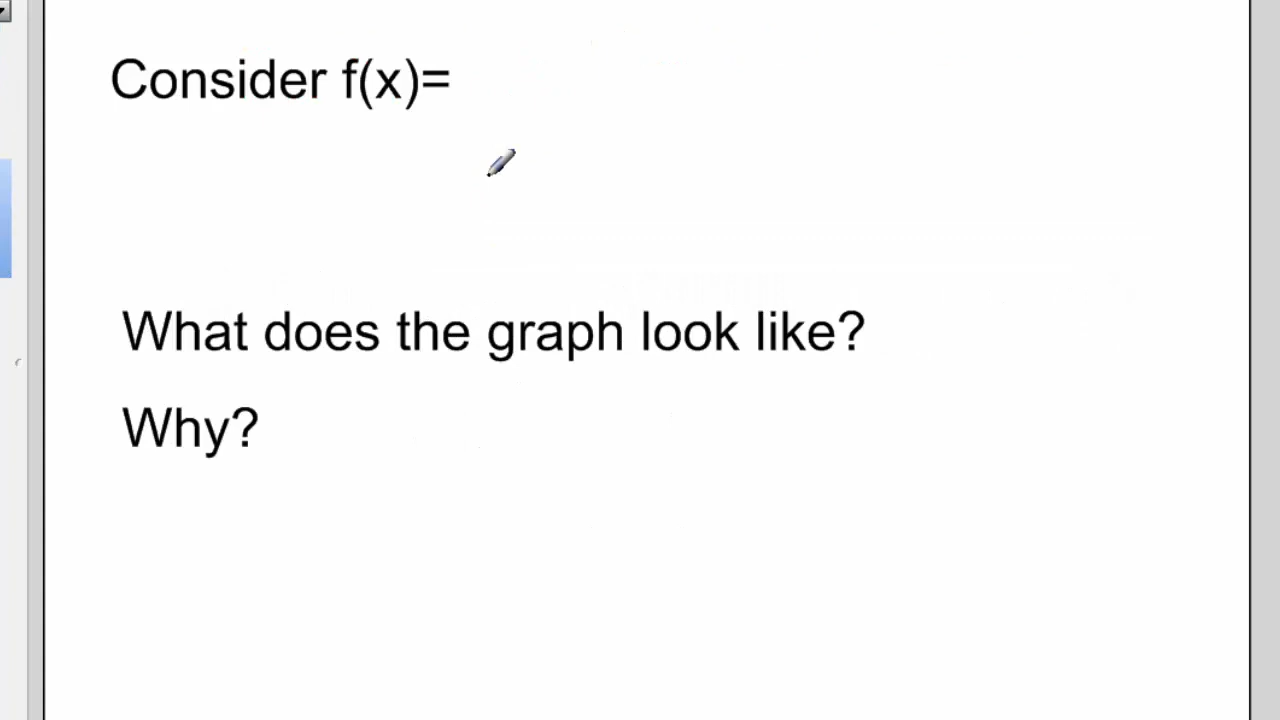 Consider f(x)=
What does the graph look like?
Why?